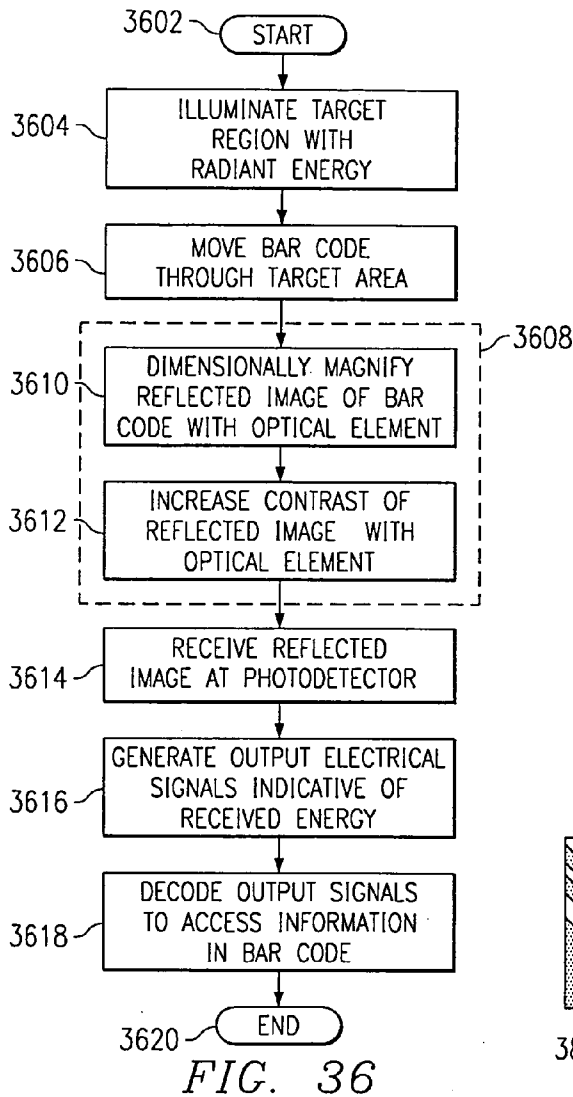 3602
START
3604
ILLUMINATE TARGET
REGION WITH
RADIANT ENERGY
3606
MOVE BAR CODE
THROUGH TARGET AREA
3608
3610
DIMENSIONALLY MAGNIFY
REFLECTED IMAGE OF BAR
CODE WITH OPTICAL ELEMENT
3612
INCREASE CONTRAST OF
REFLECTED IMAGE WITH
OPTICAL ELEMENT
3614
RECEIVE REFLECTED
IMAGE AT PHOTODETECTOR
3616
GENERATE OUTPUT ELECTRICAL
SIGNALS INDICATIVE OF
RECEIVED ENERGY
3618
DECODE OUTPUT SIGNALS
TO ACCESS INFORMATION
IN BAR CODE
3620
END
FIG. 36